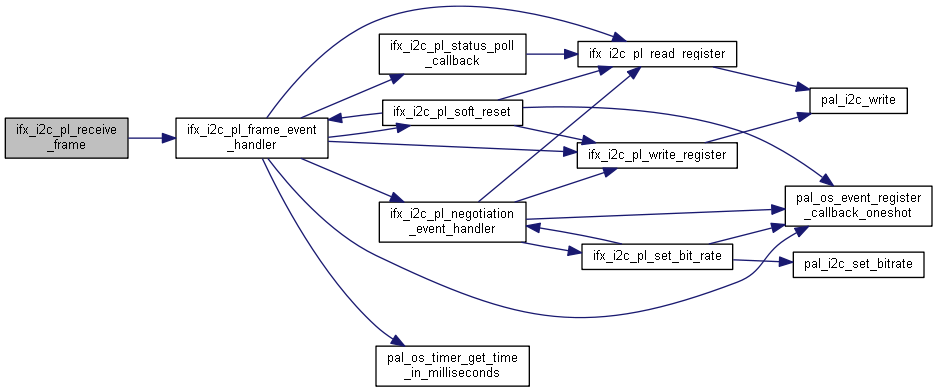 ifx_i2c_pl_receive
_frame
ifx_i2c_pl_frame_event
_handler
ifx_i2c_pl_status_poll
_callback
ifx_i2c_pl_soft_reset
ifx_i2c_pl_negotiation
_event_handler
pal_os_timer_get_time
_in_milliseconds
ifx_i2c_pl_read_register
ifx_i2c_pl_write_register
ifx_i2c_pl_set_bit_rate
pal_i2c_write
pal_os_event_register
_callback_oneshot
pal_i2c_set_bitrate